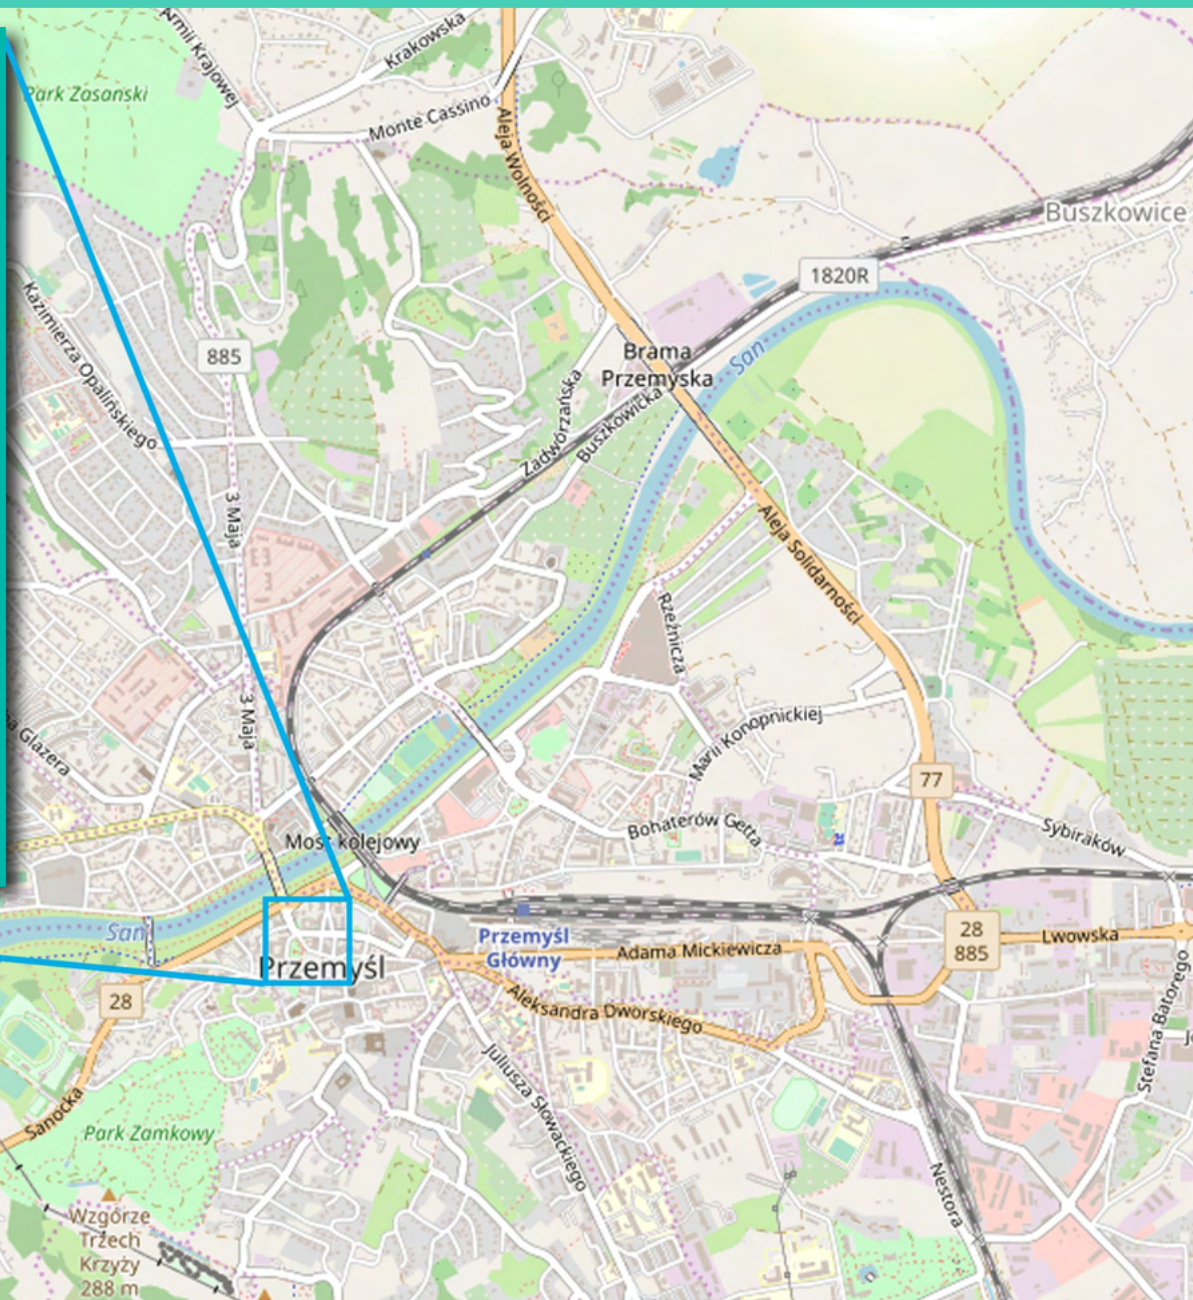 Armii Krajowej
Krakowska
Park Zasański
Monte Cassino
Aleja Wolności
Buszkowice
1820R
Kazimierza Opalińskiego
885
Brama
Przemyska
San
Zadwórzańska
Buszkowicka
3 Maja
Aleja Solidarności
Rzeźnicza
3 Maja
Glazera
Marii Konopnickiej
77
Bohaterów Getta
Sybiraków
Most kolejowy
San
Przemyśl
Główny
Adama Mickiewicza
28
885
Lwowska
Przemyśl
28
Aleksandra Dworskiego
Stefana Batorego
Juliusza Słowackiego
Sanocka
Park Zamkowy
Nestora
Wzgórze
Trzech
Krzyży
288 m